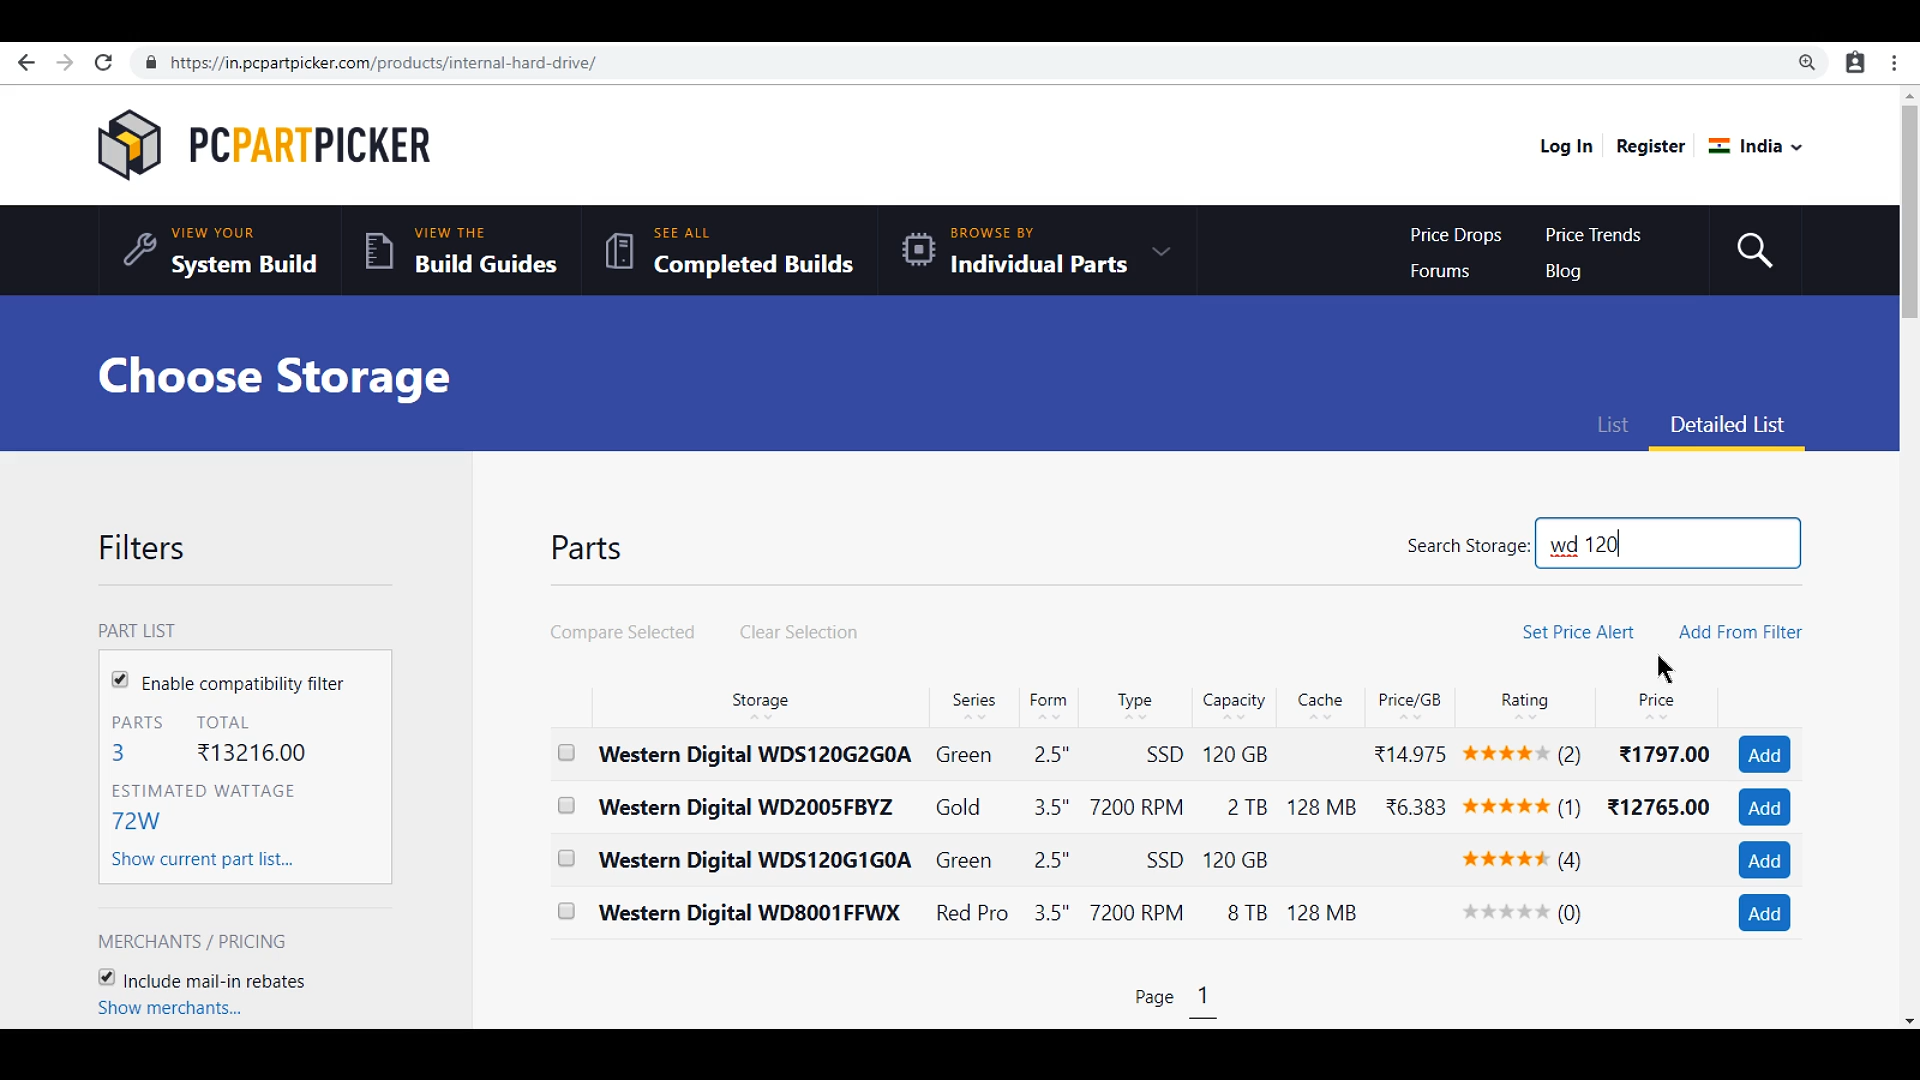 https://in.pcpartpicker.com/products/internal-hard-drive/
PCPARTPICKER
Log In Register India
VIEW YOUR
System Build
VIEW THE
Build Guides
SEE ALL
Completed Builds
BROWSE BY
Individual Parts
Price Drops Price Trends
Forums Blog
Choose Storage
List Detailed List
Filters
PART LIST
Enable compatibility filter
PARTS TOTAL
3 ₹13216.00
ESTIMATED WATTAGE
72W
Show current part list...
MERCHANTS / PRICING
Include mail-in rebates
Show merchants...
Parts
Search Storage: wd 120
Compare Selected Clear Selection Set Price Alert Add From Filter
Storage Series Form Type Capacity Cache Price/GB Rating Price
Western Digital WDS120G2G0A Green 2.5" SSD 120 GB ₹14.975 (2) ₹1797.00 Add
Western Digital WD2005FBYZ Gold 3.5" 7200 RPM 2 TB 128 MB ₹6.383 (1) ₹12765.00 Add
Western Digital WDS120G1G0A Green 2.5" SSD 120 GB (4) Add
Western Digital WD8001FFWX Red Pro 3.5" 7200 RPM 8 TB 128 MB (0) Add
Page 1